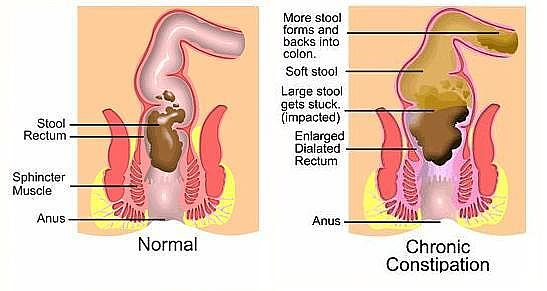 Stool
Rectum
Sphincter
Muscle
Anus
Normal
More stool
forms and
backs into
colon.
Soft stool
Large stool
gets stuck.
(impacted)
Enlarged
Dialated
Rectum
Anus
Chronic
Constipation